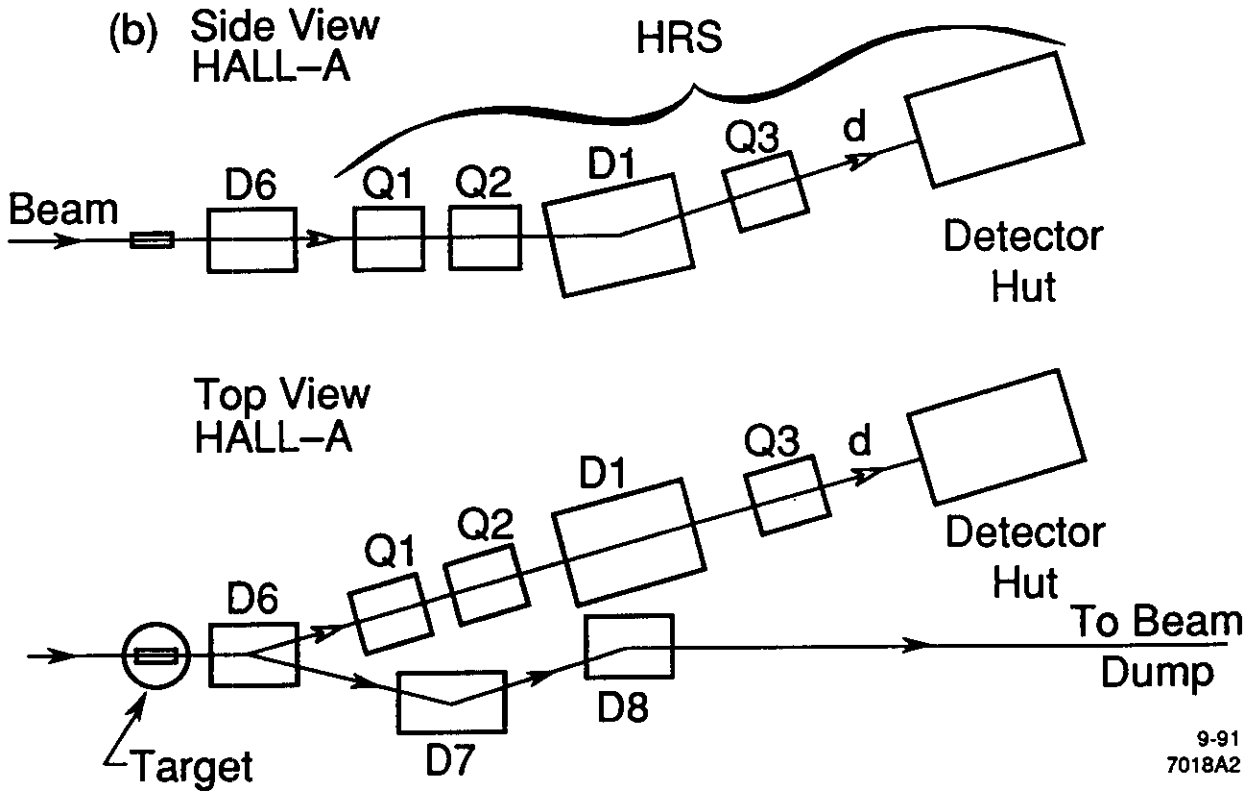 (b) Side View
HALL–A
HRS
Beam
D6
Q1
Q2
D1
Q3
d
Detector
Hut
Top View
HALL–A
D6
Q1
Q2
D1
Q3
d
Detector
Hut
Target
D7
D8
To Beam
Dump
9-91
7018A2